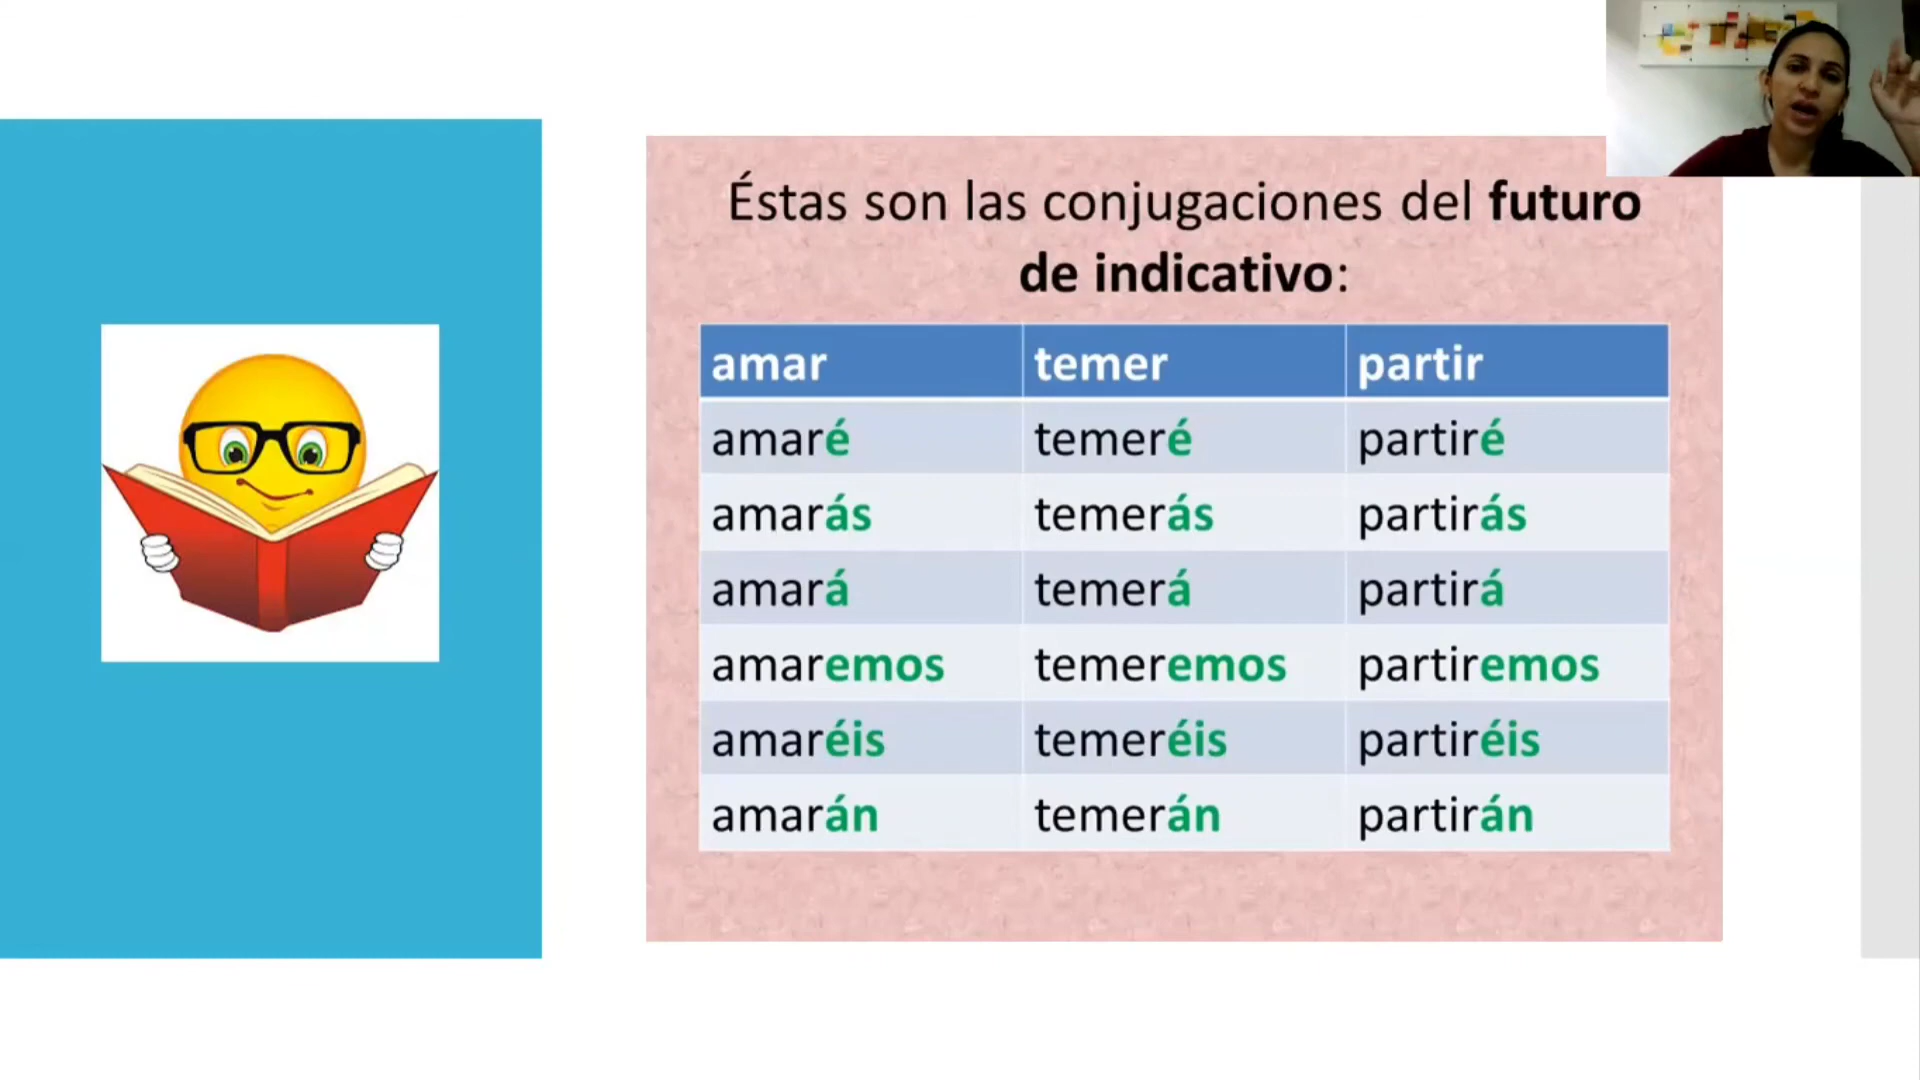 Éstas son las conjugaciones del futuro
de indicativo:
amar temer partir
amaré temeré partiré
amarás temerás partirás
amará temerá partirá
amaremos temeremos partiremos
amaréis temeréis partiréis
amarán temerán partirán